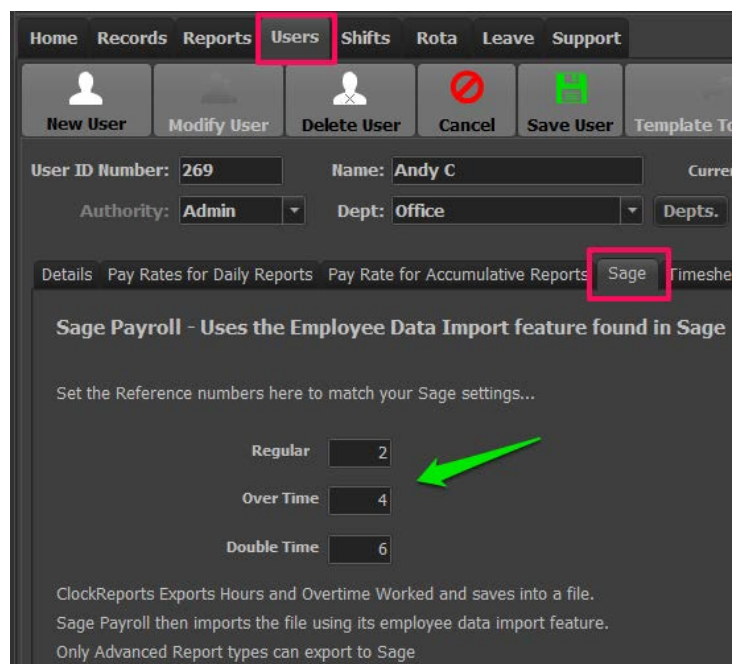 Home Records Reports Users Shifts Rota Leave Support
New User Modify User Delete User Cancel Save User Template
User ID Number: 269 Name: Andy C
Authority: Admin Dept: Office Depts.
Details Pay Rates for Daily Reports Pay Rate for Accumulative Reports Sage
Sage Payroll - Uses the Employee Data Import feature found in Sage
Set the Reference numbers here to match your Sage settings...
Regular 2
Over Time 4
Double Time 6
ClockReports Exports Hours and Overtime Worked and saves into a file.
Sage Payroll then imports the file using its employee data import feature.
Only Advanced Report types can export to Sage